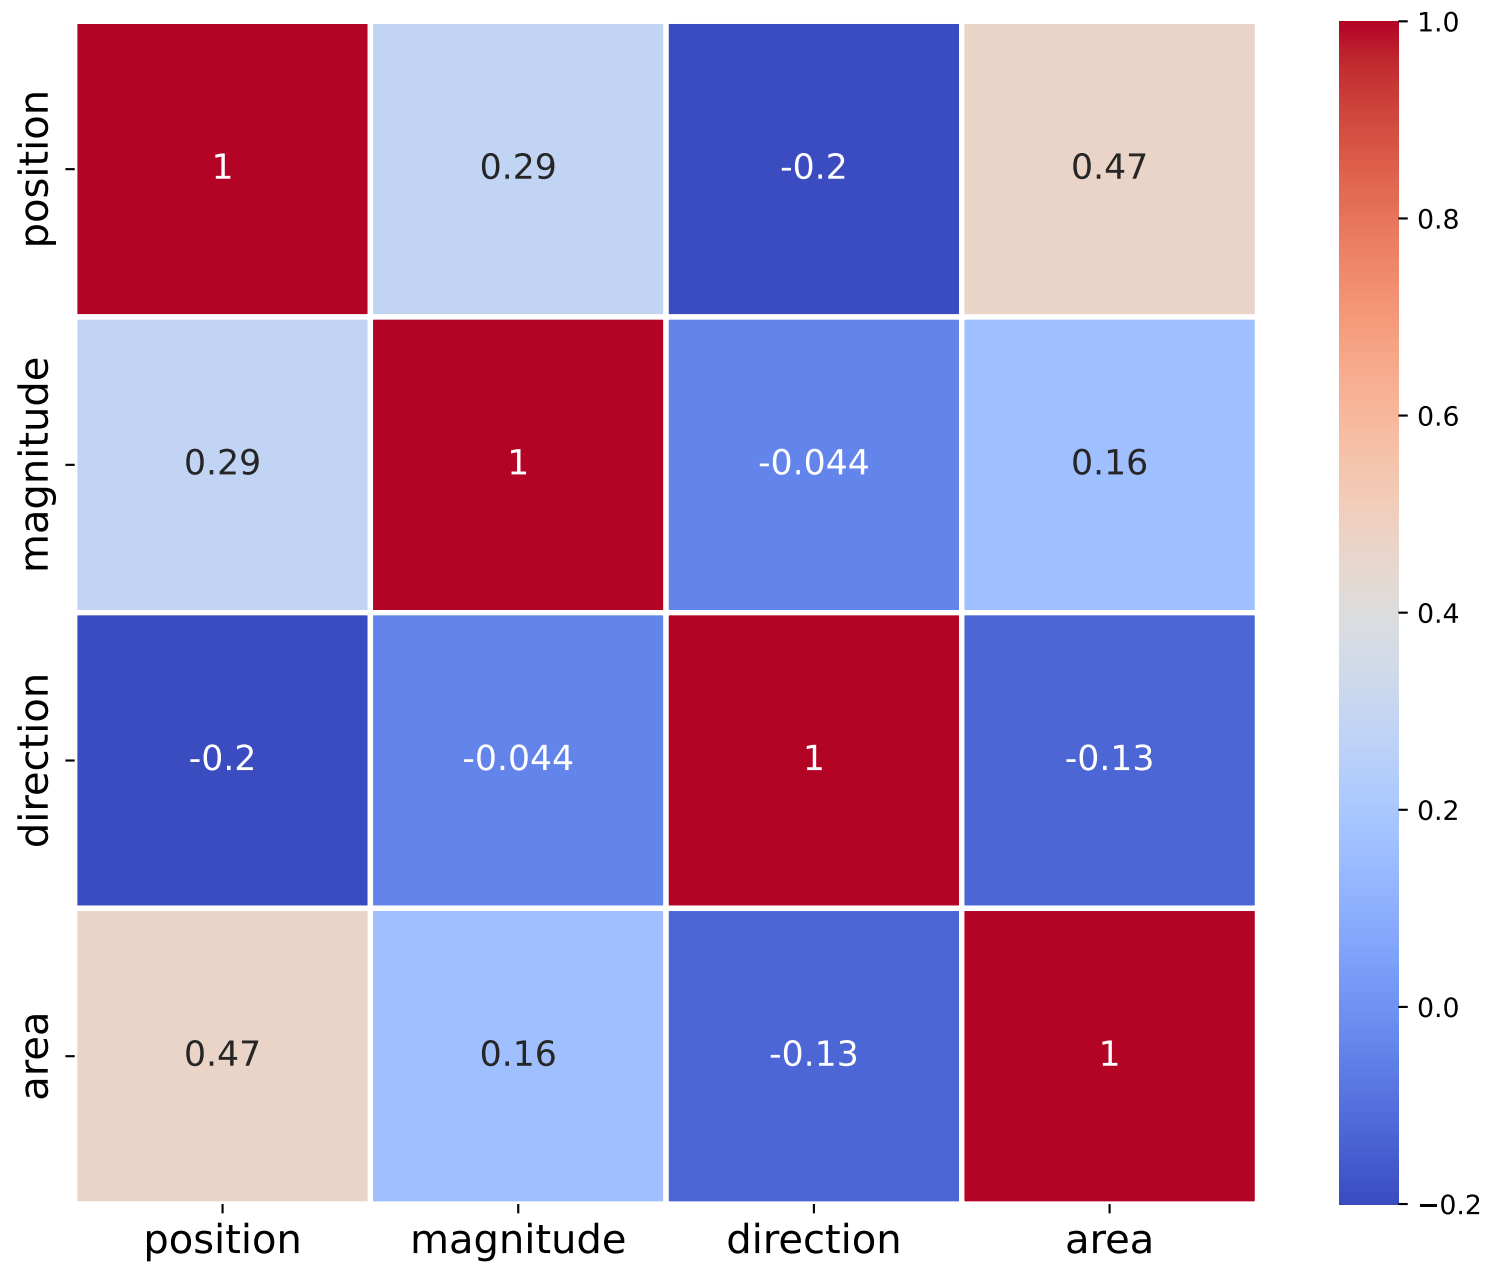 1.0
position
1 0.29 -0.2 0.47
0.8
magnitude
0.6
0.29 1 -0.044 0.16
0.4
direction
-0.2 -0.044 1 -0.13
0.2
0.0
area
0.47 0.16 -0.13 1
−0.2
position magnitude direction area